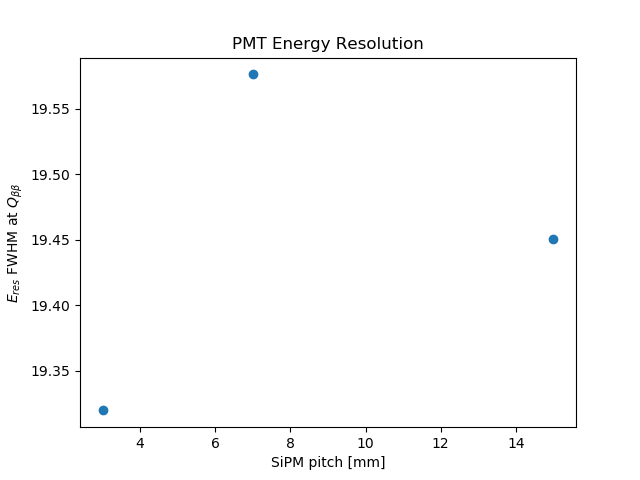 PMT Energy Resolution
19.55
19.50
19.45
19.40
19.35
E_res FWHM at Q_ββ
4 6 8 10 12 14
SiPM pitch [mm]